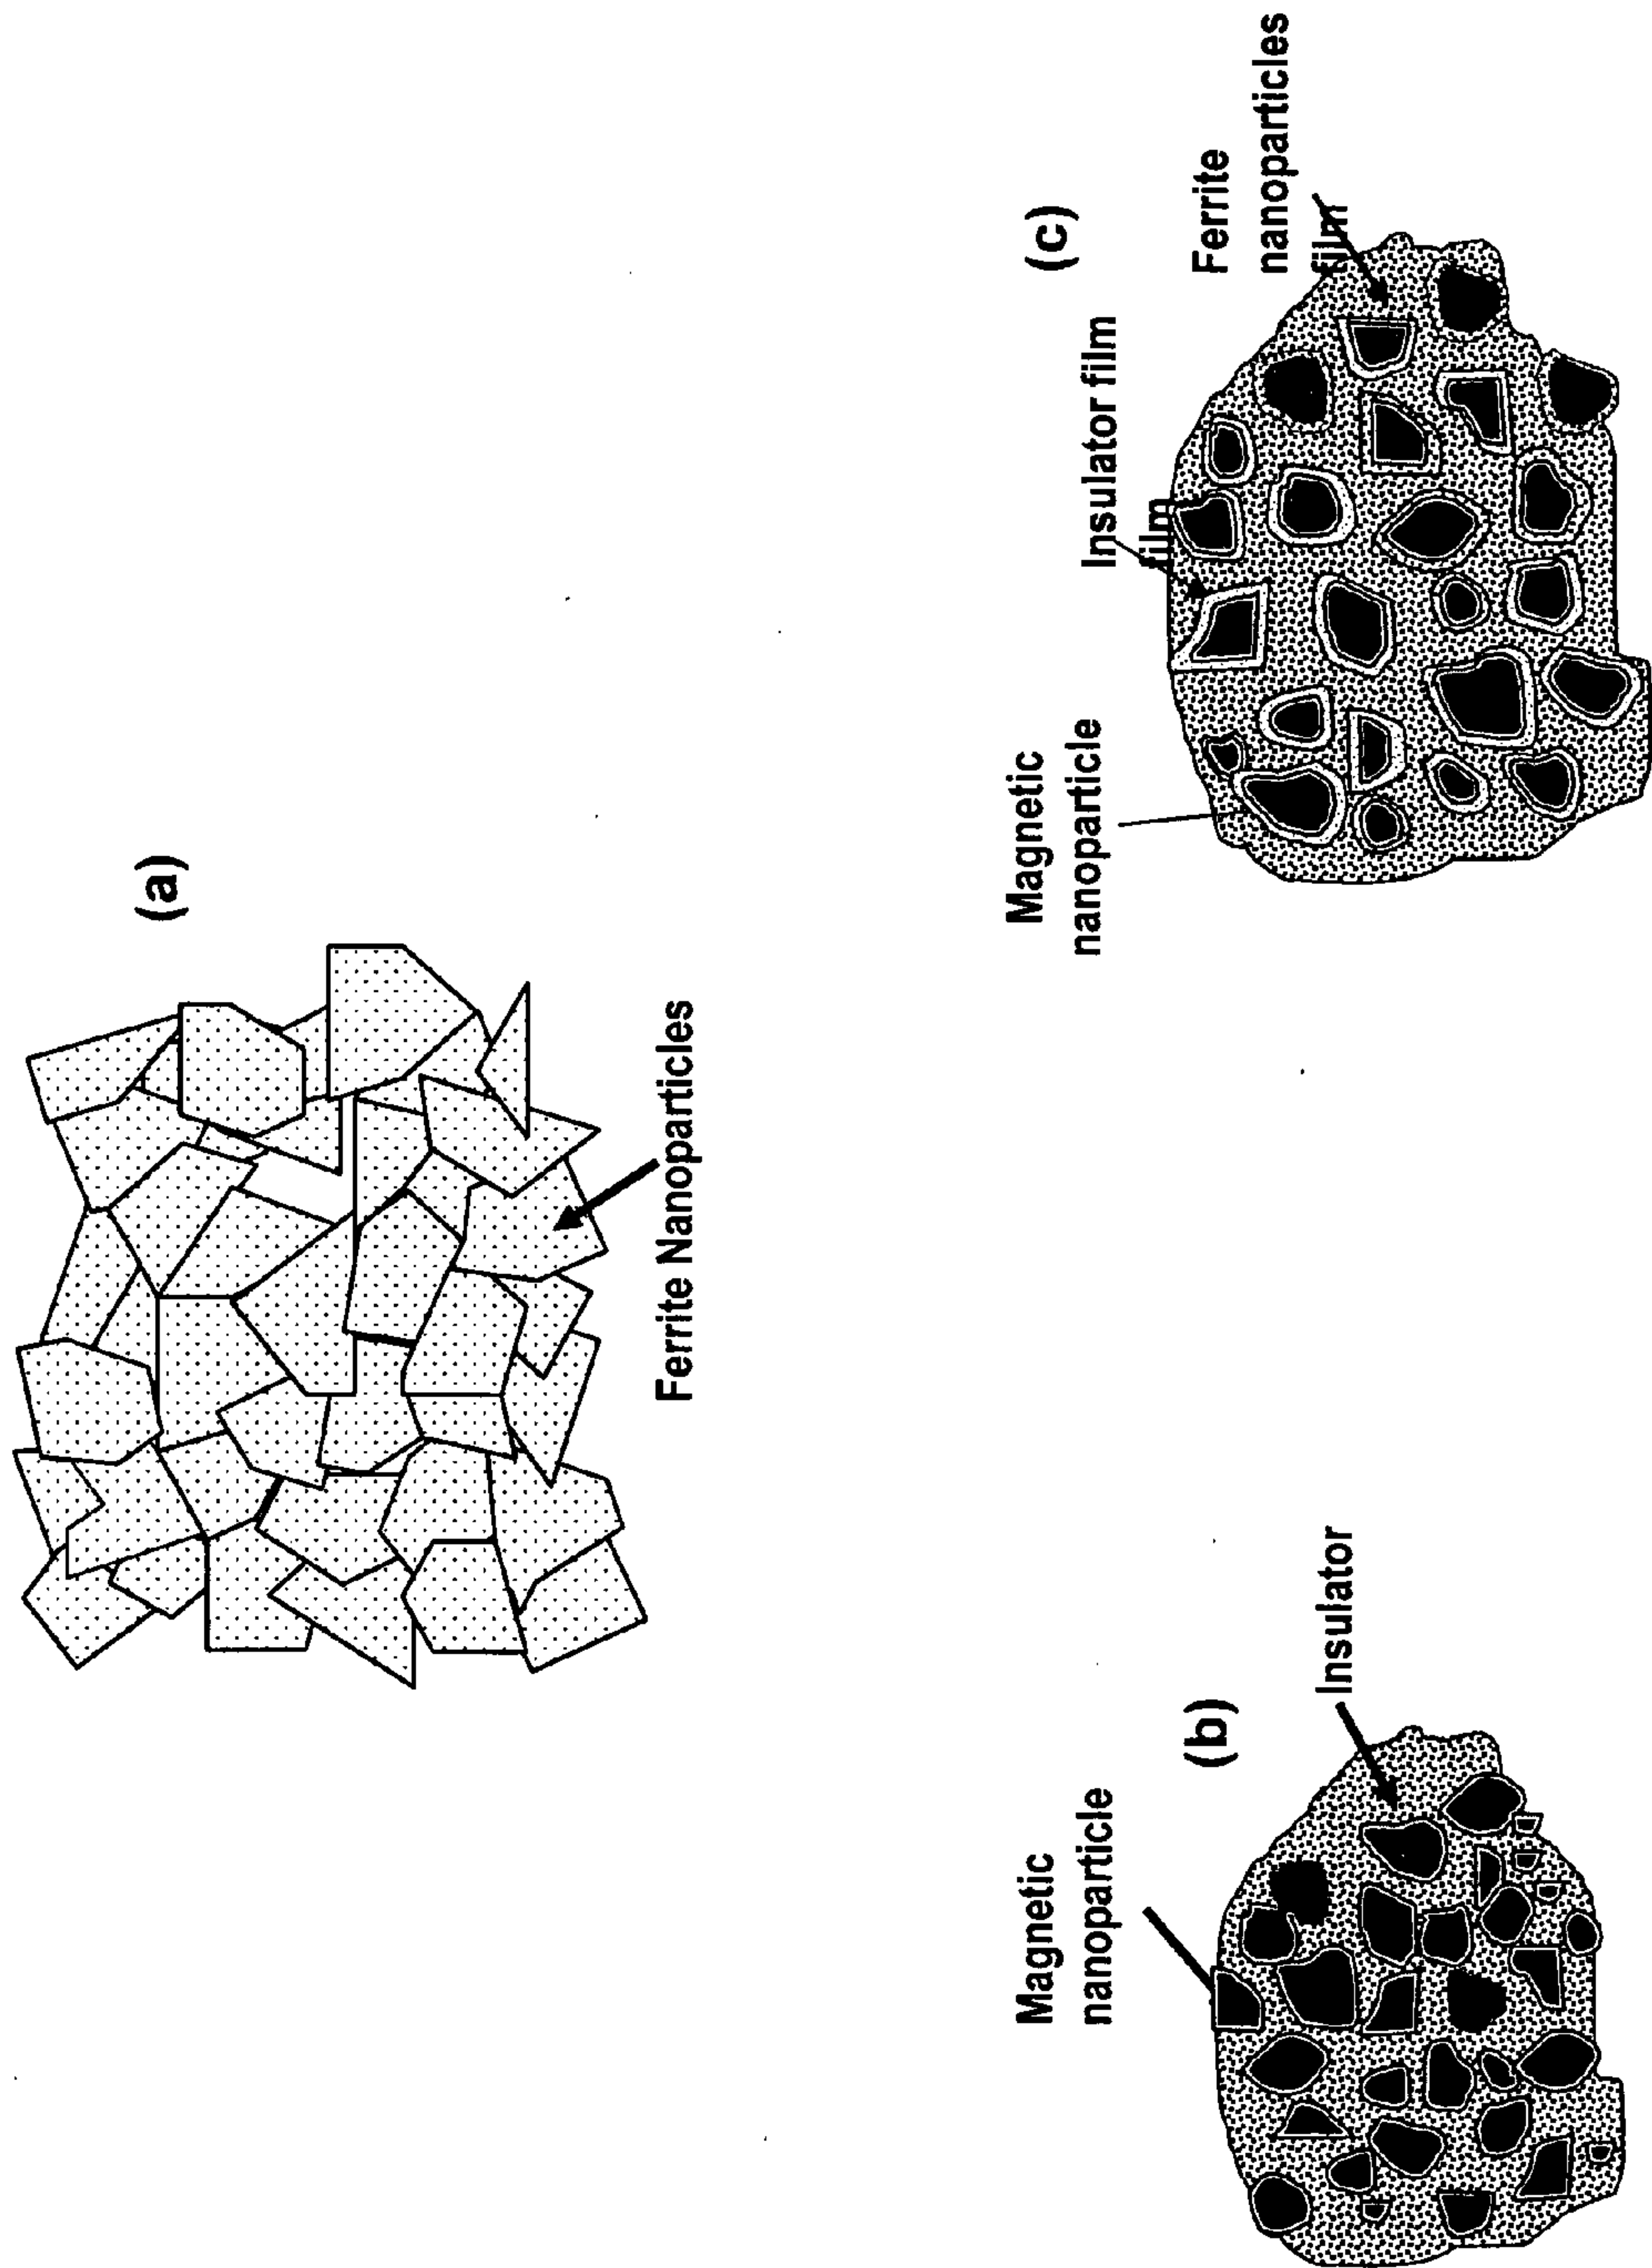 (a)
Ferrite Nanoparticles
Magnetic
nanoparticle
(b)
Insulator
Magnetic
nanoparticle
Insulator film
film
(c)
Ferrite
nanoparticles
film